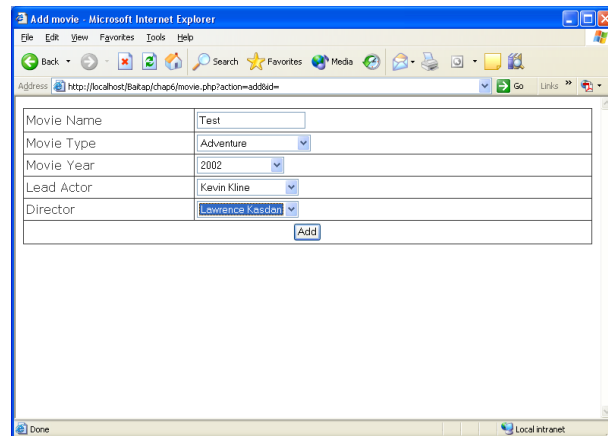 Add movie - Microsoft Internet Explorer
File Edit View Favorites Tools Help
Back Search Favorites Media
Address http://localhost/Baitap/chap6/movie.php?action=add&id= Go Links »
Movie Name Test
Movie Type Adventure
Movie Year 2002
Lead Actor Kevin Kline
Director Lawrence Kasdan
Add
Done Local intranet